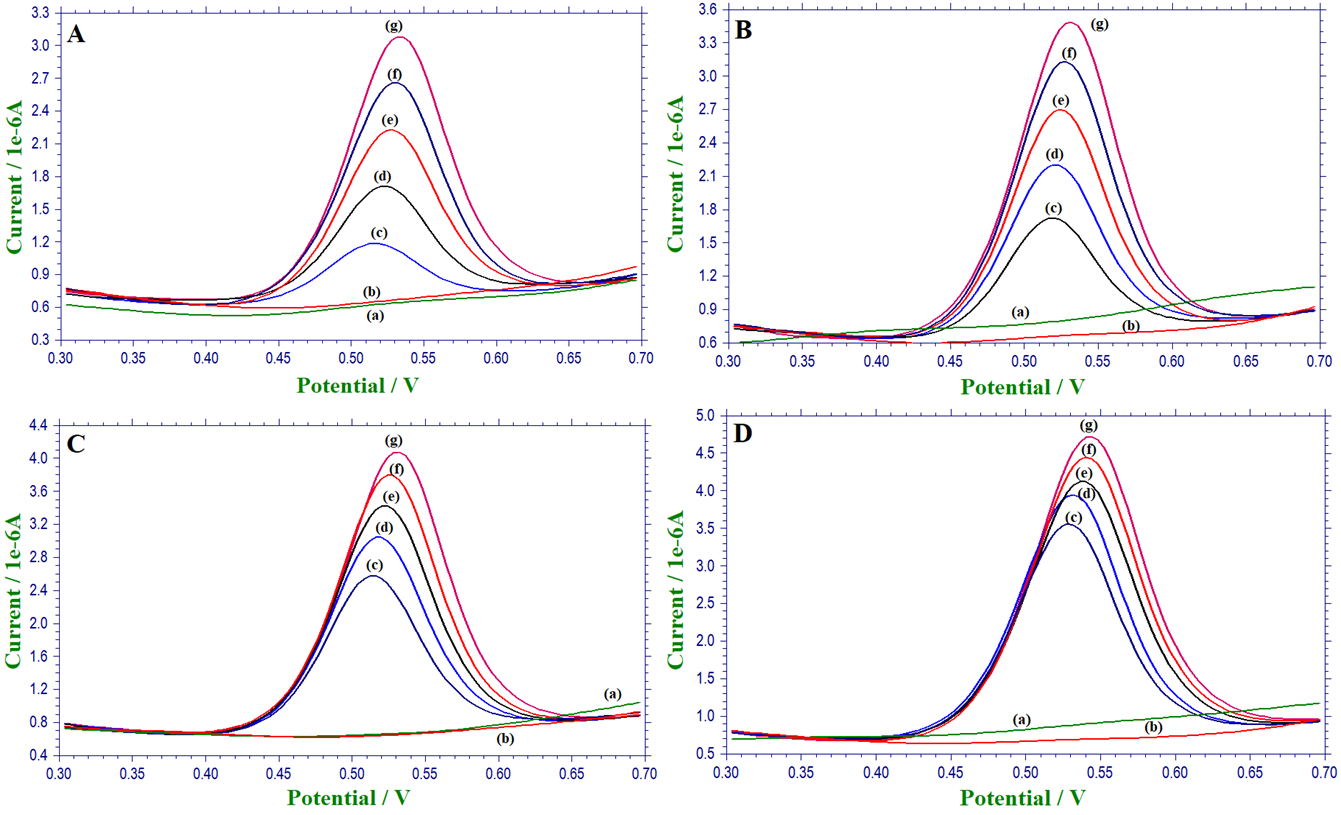 A
(g)
(f)
(e)
(d)
(c)
(b)
(a)
3.3
3.0
2.7
2.4
2.1
1.8
1.5
1.2
0.9
0.6
0.3
Current / 1e-6A
0.30 0.40 0.45 0.50 0.55 0.60 0.65 0.70
Potential / V
B
(g)
(f)
(e)
(d)
(c)
(a)
(b)
3.6
3.3
3.0
2.7
2.4
2.1
1.8
1.5
1.2
0.9
0.6
Current / 1e-6A
0.30 0.35 0.40 0.45 0.50 0.55 0.60 0.65 0.70
Potential / V
C
(g)
(f)
(e)
(d)
(c)
(a)
(b)
4.4
4.0
3.6
3.2
2.8
2.4
2.0
1.6
1.2
0.8
0.4
Current / 1e-6A
0.30 0.35 0.40 0.45 0.50 0.55 0.60 0.65 0.70
Potential / V
D
(g)
(f)
(e)
(d)
(c)
(a)
(b)
5.0
4.5
4.0
3.5
3.0
2.5
2.0
1.5
1.0
0.5
Current / 1e-6A
0.30 0.35 0.40 0.45 0.50 0.55 0.60 0.65 0.70
Potential / V